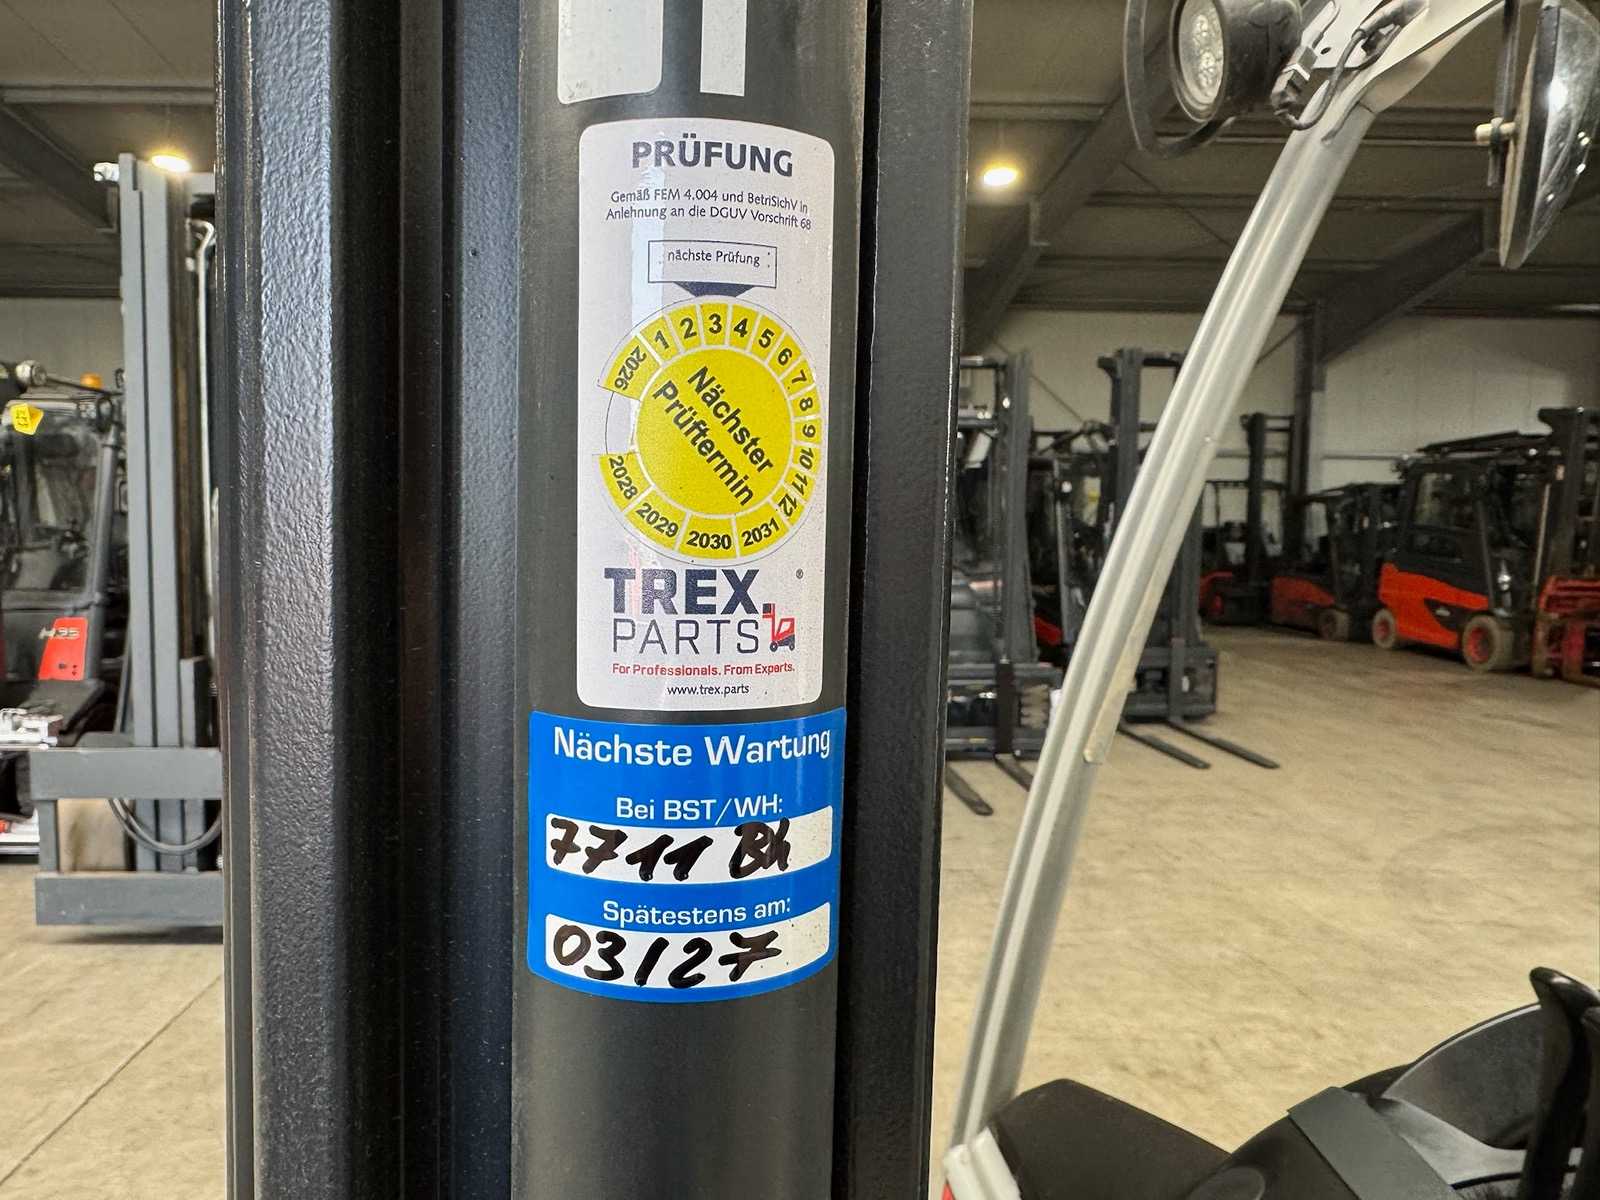 PRÜFUNG
Gemäß FEM 4,004 und BetriSichV in
Anlehnung an die DGUV Vorschrift 68
nächste Prüfung
2026 1 2 3 4 5 6 7 8 9 10 11 12
Nächster
Prüftermin
2028 2029 2030 2031
TREX.
PARTS
®
For Professionals. From Experts.
www.trex.parts
Nächste Wartung
Bei BST/WH:
7711 Bh
Spätestens am:
03/27
H35